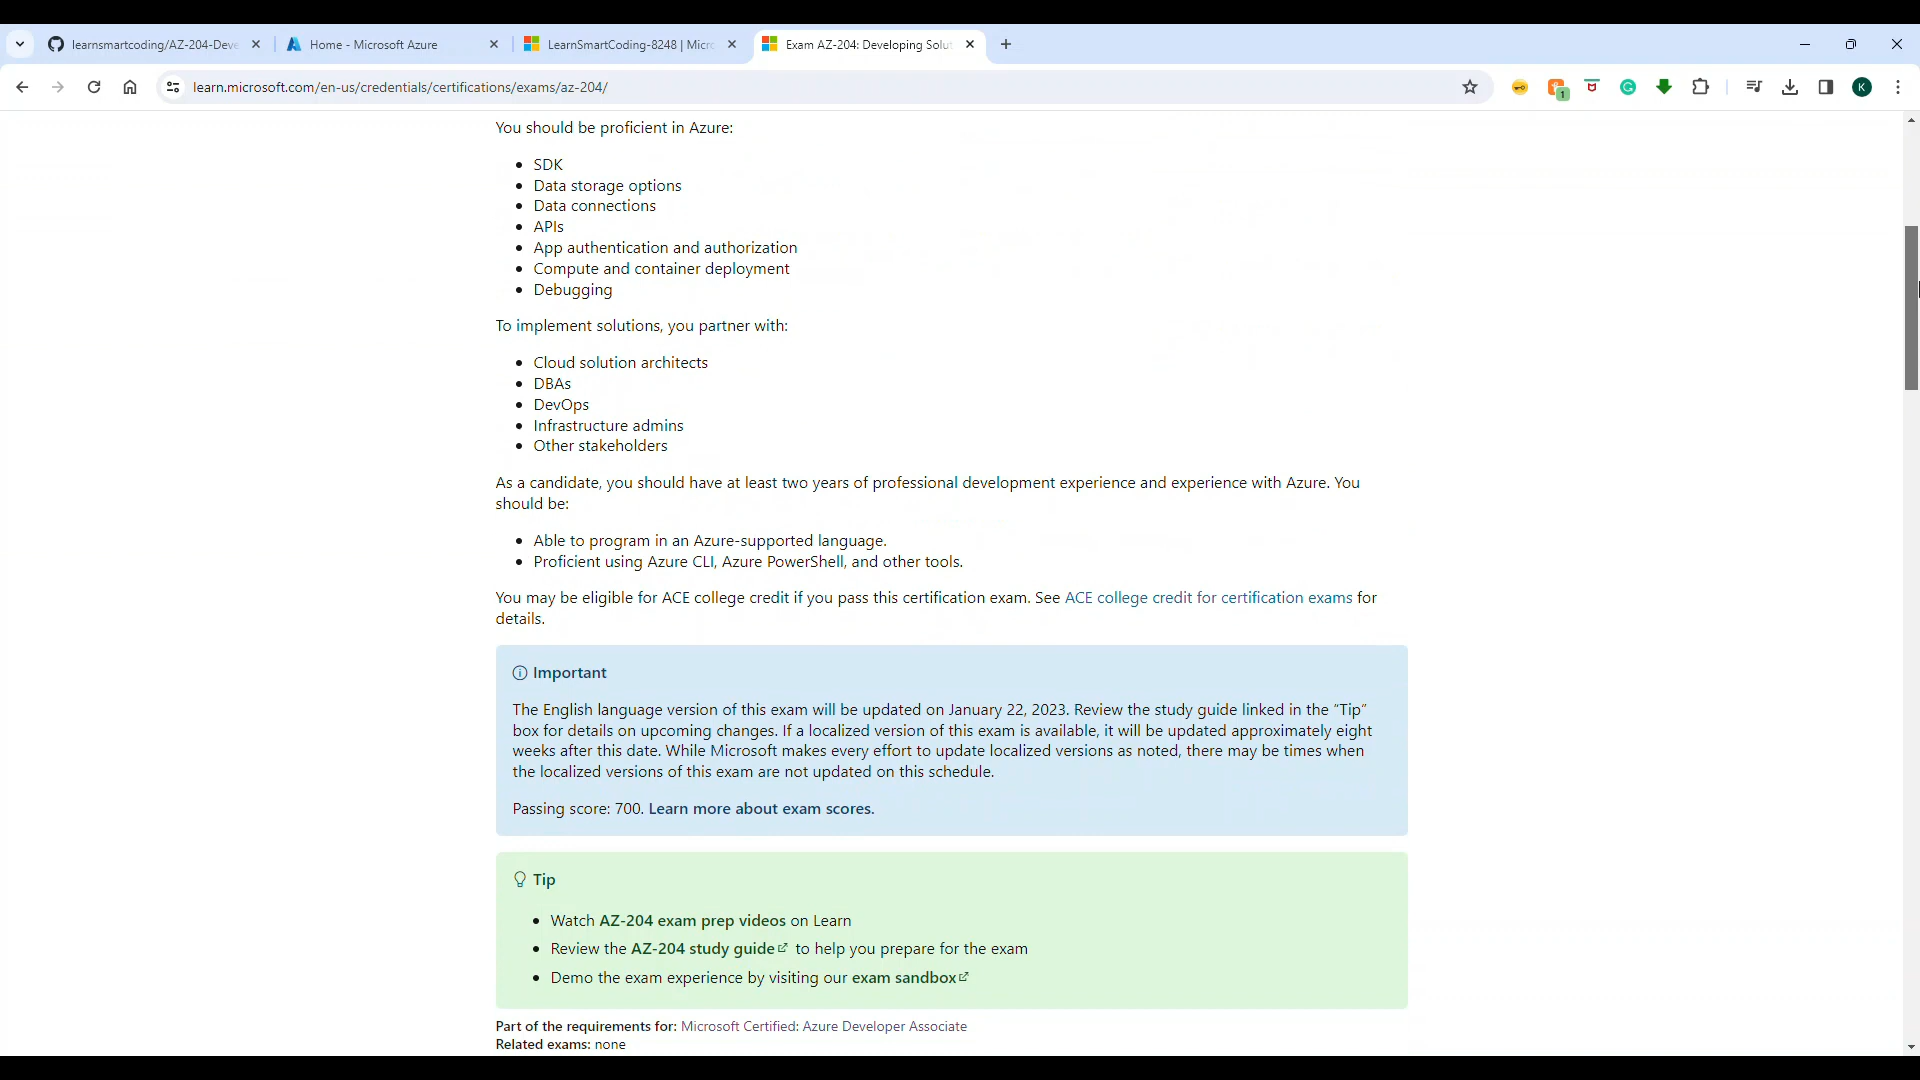 learnsmartcoding/AZ-204-Deve
Home - Microsoft Azure
LearnSmartCoding-8248 | Micro
Exam AZ-204: Developing Solut
learn.microsoft.com/en-us/credentials/certifications/exams/az-204/
1
K
You should be proficient in Azure:
SDK
Data storage options
Data connections
APIs
App authentication and authorization
Compute and container deployment
Debugging
To implement solutions, you partner with:
Cloud solution architects
DBAs
DevOps
Infrastructure admins
Other stakeholders
As a candidate, you should have at least two years of professional development experience and experience with Azure. You
should be:
Able to program in an Azure-supported language.
Proficient using Azure CLI, Azure PowerShell, and other tools.
You may be eligible for ACE college credit if you pass this certification exam. See ACE college credit for certification exams for
details.
Important
The English language version of this exam will be updated on January 22, 2023. Review the study guide linked in the “Tip”
box for details on upcoming changes. If a localized version of this exam is available, it will be updated approximately eight
weeks after this date. While Microsoft makes every effort to update localized versions as noted, there may be times when
the localized versions of this exam are not updated on this schedule.
Passing score: 700. Learn more about exam scores.
Tip
Watch AZ-204 exam prep videos on Learn
Review the AZ-204 study guide to help you prepare for the exam
Demo the exam experience by visiting our exam sandbox
Part of the requirements for: Microsoft Certified: Azure Developer Associate
Related exams: none